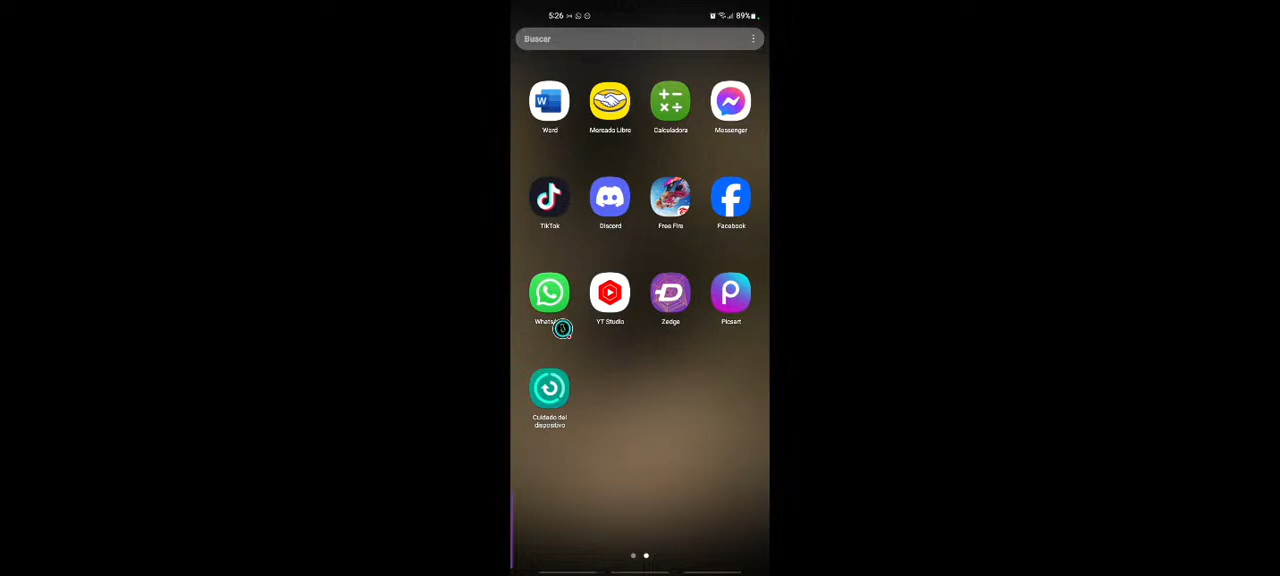 5:26
89%
Buscar
Word
Mercado Libre
Calculadora
Messenger
TikTok
Discord
Free Fire
Facebook
YT Studio
Zedge
Picsart
Cuidado del
dispositivo